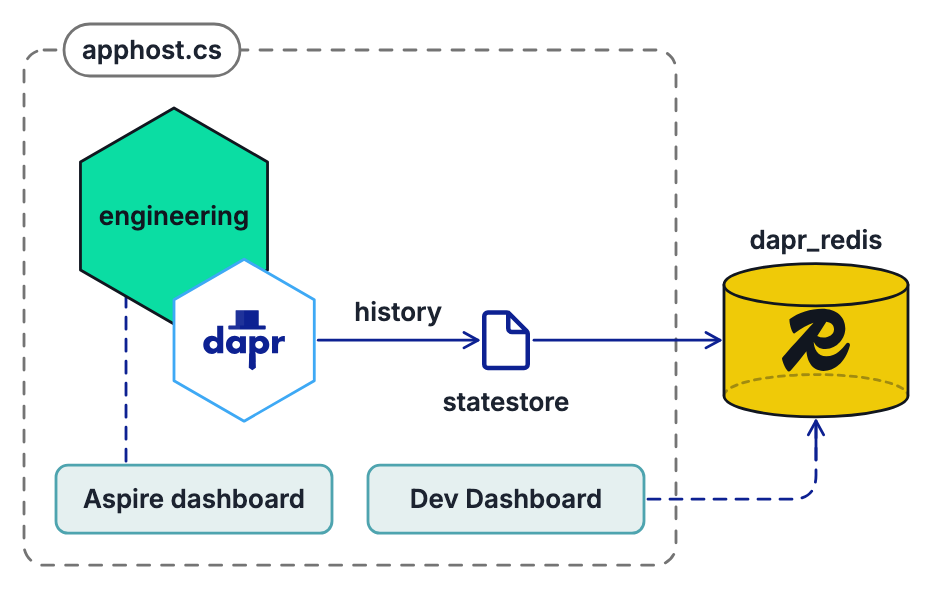 apphost.cs
engineering
dapr_redis
history
dapr
statestore
Aspire dashboard
Dev Dashboard